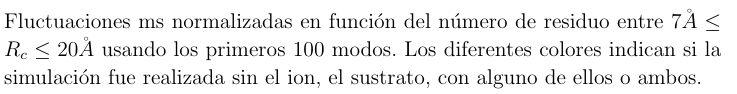 Fluctuaciones ms normalizadas en función del número de residuo entre 7Å ≤
R_c ≤ 20Å usando los primeros 100 modos. Los diferentes colores indican si la
simulación fue realizada sin el ion, el sustrato, con alguno de ellos o ambos.